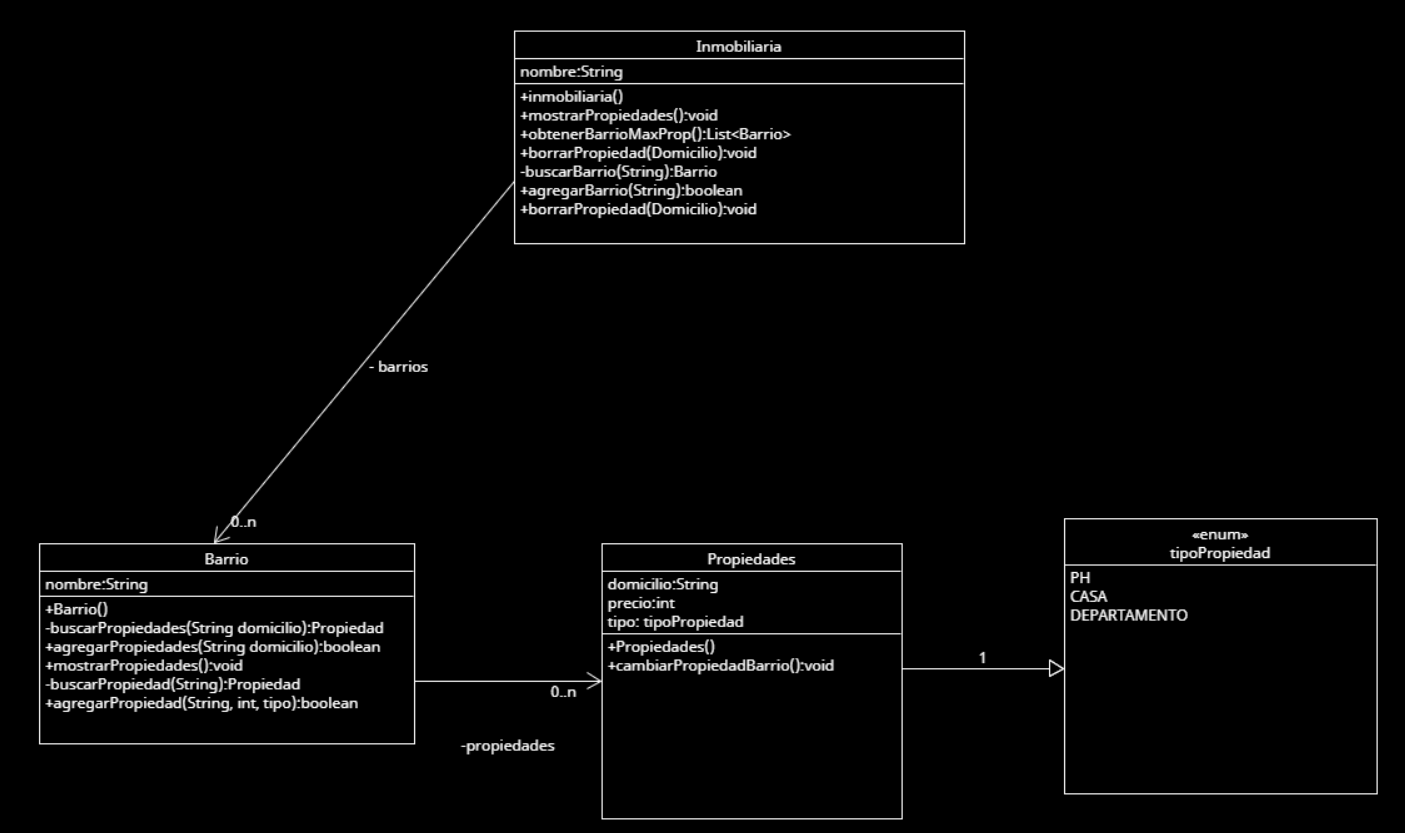 Inmobiliaria
nombre:String
+inmobiliaria()
+mostrarPropiedades():void
+obtenerBarrioMaxProp():List<Barrio>
+borrarPropiedad(Domicilio):void
-buscarBarrio(String):Barrio
+agregarBarrio(String):boolean
+borrarPropiedad(Domicilio):void
- barrios
0..n
Barrio
nombre:String
+Barrio()
-buscarPropiedades(String domicilio):Propiedad
+agregarPropiedades(String domicilio):boolean
+mostrarPropiedades():void
-buscarPropiedad(String):Propiedad
+agregarPropiedad(String, int, tipo):boolean
0..n
-propiedades
Propiedades
domicilio:String
precio:int
tipo: tipoPropiedad
+Propiedades()
+cambiarPropiedadBarrio():void
1
«enum»
tipoPropiedad
PH
CASA
DEPARTAMENTO